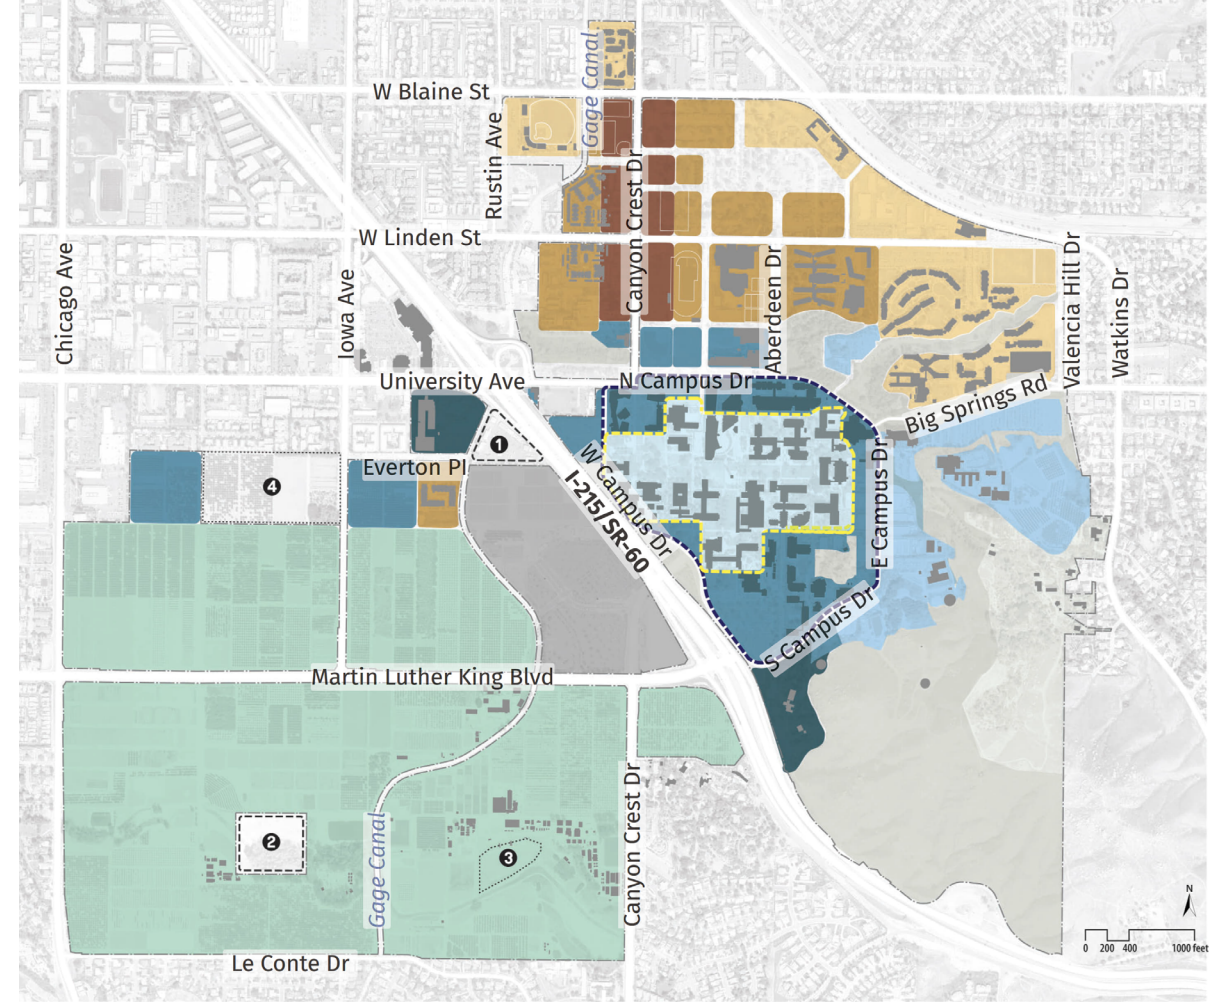 Gage Canal
W Blaine St
Rustin Ave
Canyon Crest Dr
W Linden St
Chicago Ave
Iowa Ave
Aberdeen Dr
Valencia Hill Dr
Watkins Dr
University Ave
N Campus Dr
Big Springs Rd
1
Everton Pl
W Campus Dr
I-215/SR-60
E Campus Dr
4
S Campus Dr
Martin Luther King Blvd
2
3
Gage Canal
Canyon Crest Dr
Le Conte Dr
N
0 200 400 1000 feet